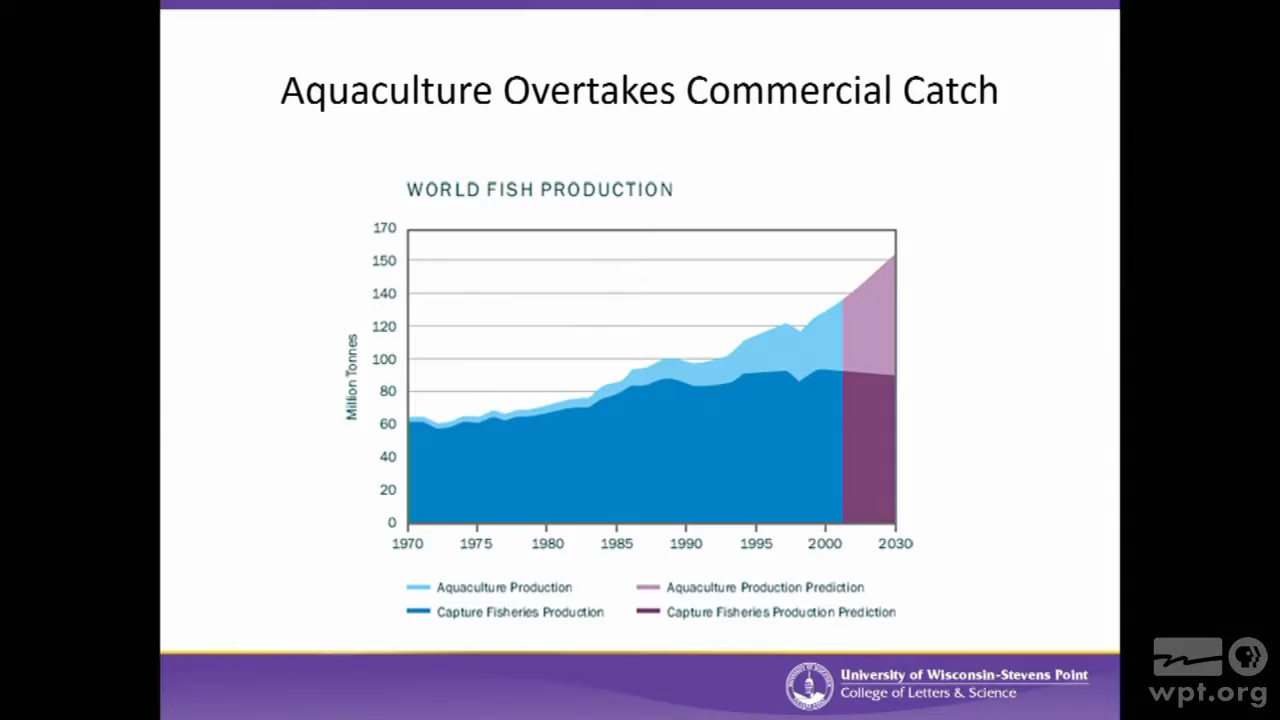 Aquaculture Overtakes Commercial Catch
WORLD FISH PRODUCTION
170
150
140
120
100
80
60
40
20
0
Million Tonnes
1970 1975 1980 1985 1990 1995 2000 2030
Aquaculture Production Aquaculture Production Prediction
Capture Fisheries Production Capture Fisheries Production Prediction
University of Wisconsin-Stevens Point
College of Letters & Science
wpt.org